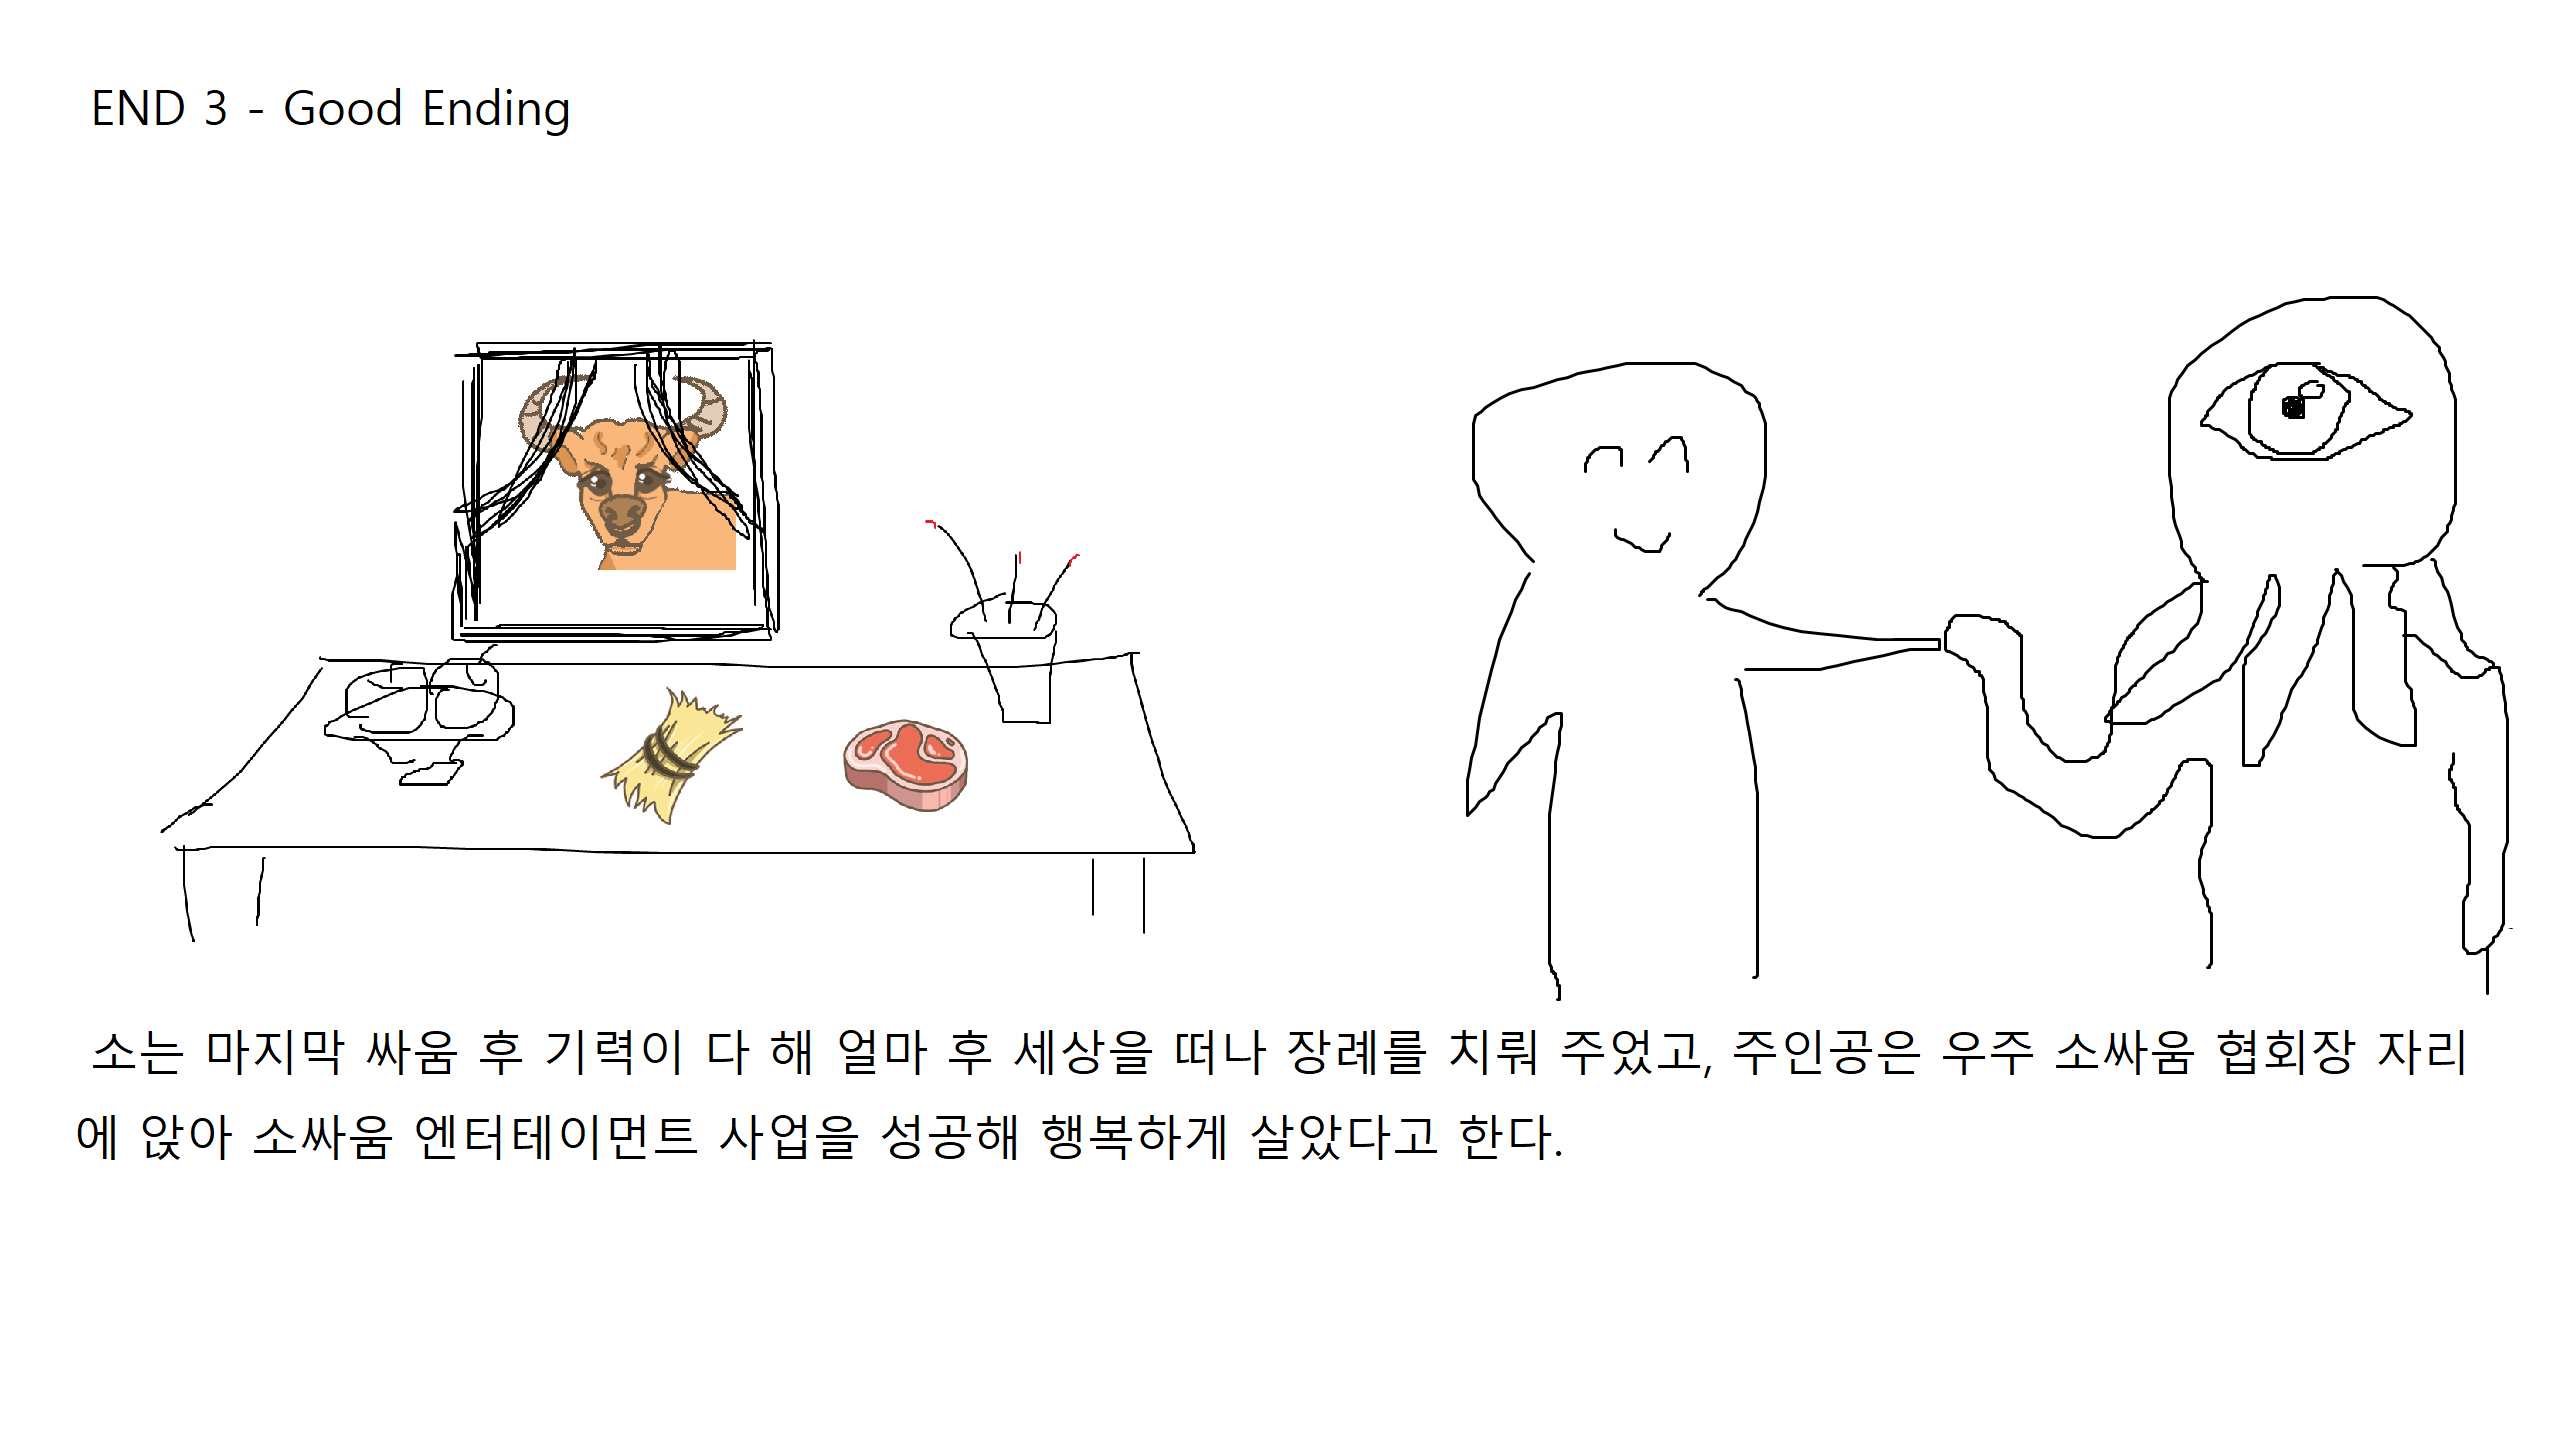 END 3 - Good Ending
소는 마지막 싸움 후 기력이 다 해 얼마 후 세상을 떠나 장례를 치뤄 주었고, 주인공은 우주 소싸움 협회장 자리
에 앉아 소싸움 엔터테이먼트 사업을 성공해 행복하게 살았다고 한다.